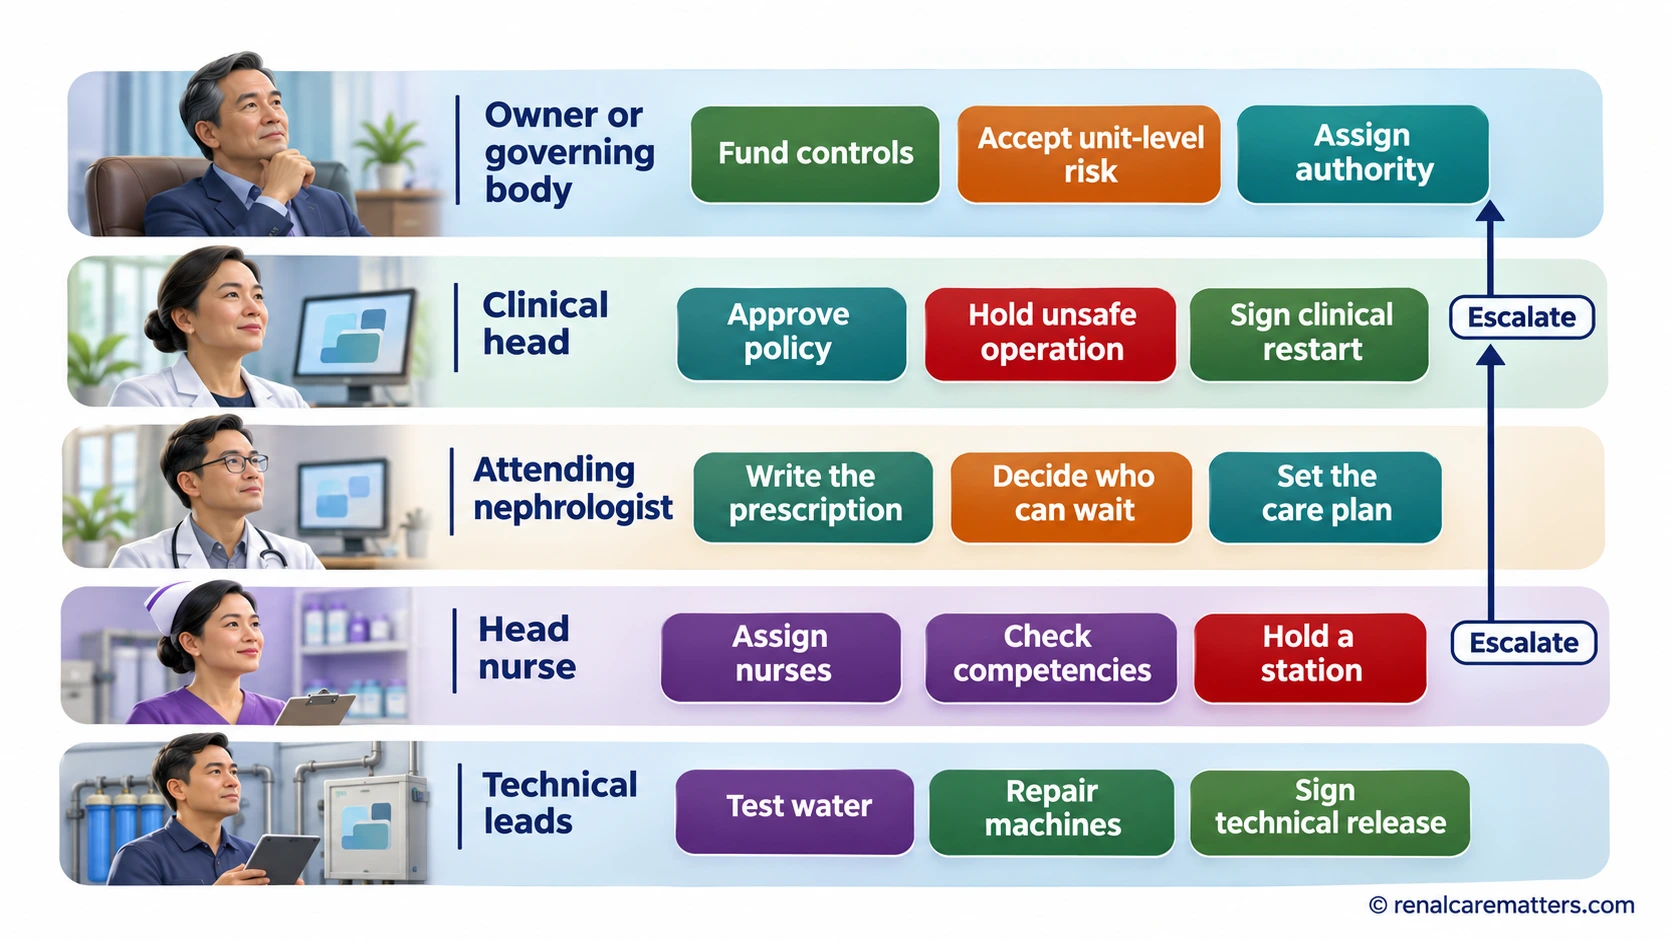 Owner or
governing
body
Fund controls
Accept unit-level
risk
Assign
authority
Clinical
head
Approve
policy
Hold unsafe
operation
Sign clinical
restart
Escalate
Attending
nephrologist
Write the
prescription
Decide who
can wait
Set the
care plan
Head
nurse
Assign
nurses
Check
competencies
Hold a
station
Escalate
Technical
leads
Test water
Repair
machines
Sign
technical release
© renalcarematters.com